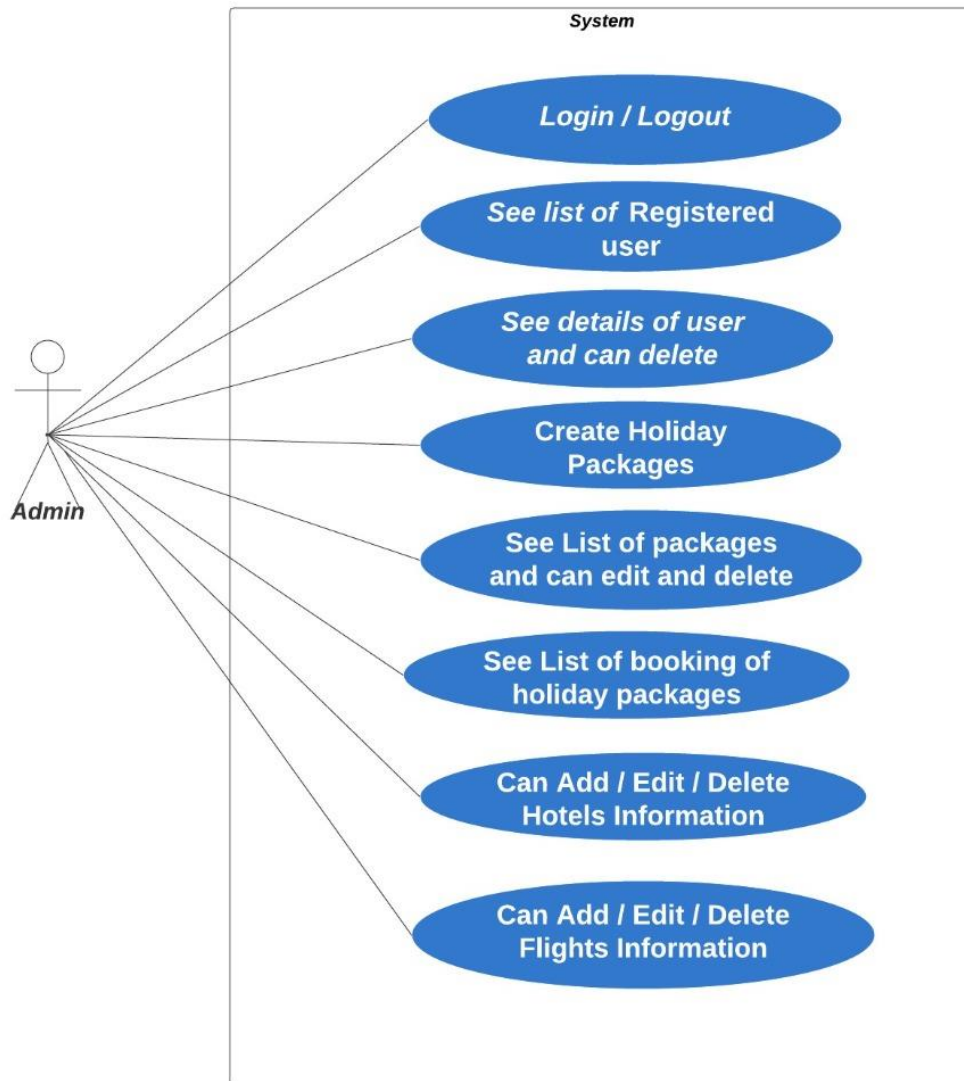 System
Login / Logout
See list of Registered
user
See details of user
and can delete
Create Holiday
Packages
Admin
See List of packages
and can edit and delete
See List of booking of
holiday packages
Can Add / Edit / Delete
Hotels Information
Can Add / Edit / Delete
Flights Information